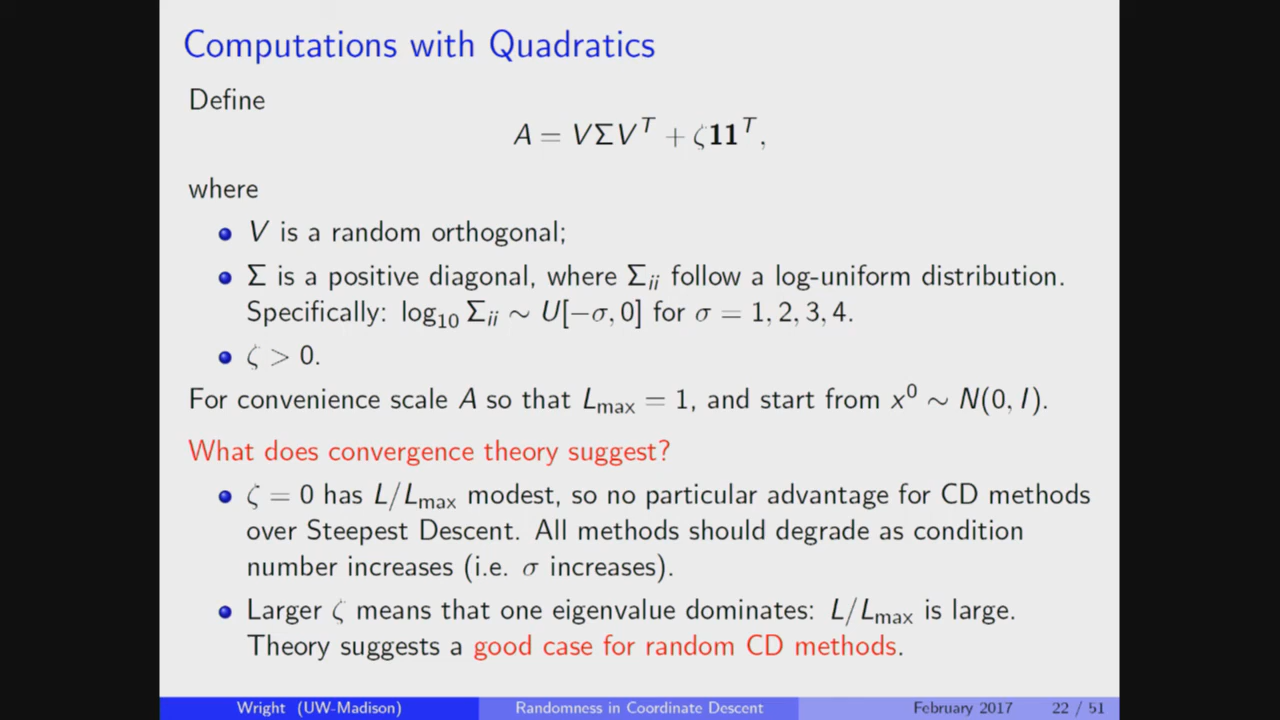 Computations with Quadratics
Define
A = VΣV^T + ζ11^T,
where
V is a random orthogonal;
Σ is a positive diagonal, where Σ_ii follow a log-uniform distribution.
Specifically: log_10 Σ_ii ∼ U[−σ, 0] for σ = 1, 2, 3, 4.
ζ > 0.
For convenience scale A so that L_max = 1, and start from x^0 ∼ N(0, I).
What does convergence theory suggest?
ζ = 0 has L/L_max modest, so no particular advantage for CD methods
over Steepest Descent. All methods should degrade as condition
number increases (i.e. σ increases).
Larger ζ means that one eigenvalue dominates: L/L_max is large.
Theory suggests a good case for random CD methods.
Wright (UW-Madison) Randomness in Coordinate Descent February 2017 22 / 51